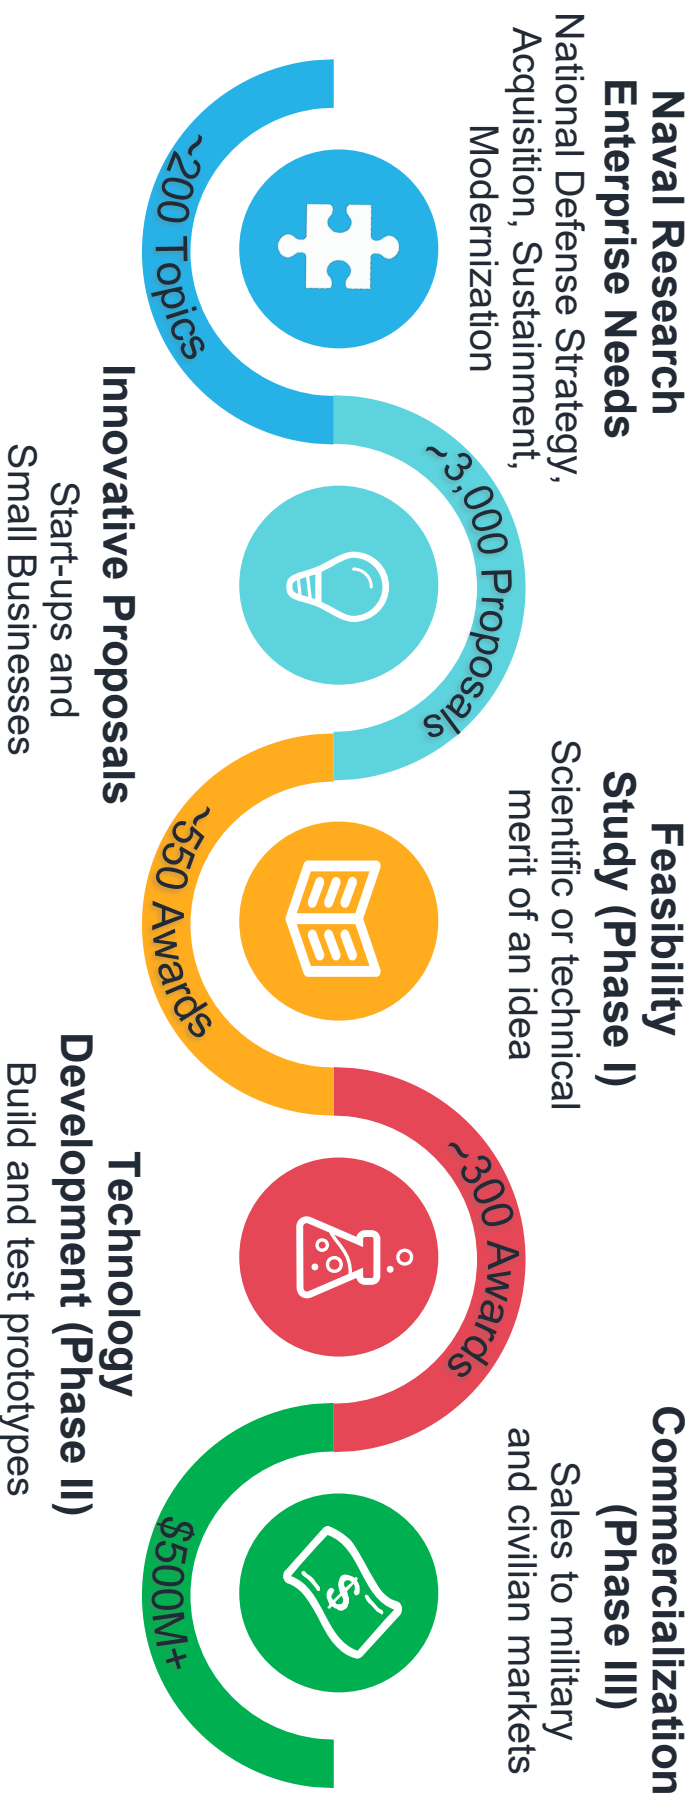 Naval Research
Enterprise Needs
National Defense Strategy,
Acquisition, Sustainment,
Modernization
~200 Topics
~3,000 Proposals
Innovative Proposals
Start-ups and
Small Businesses
Feasibility
Study (Phase I)
Scientific or technical
merit of an idea
~550 Awards
~300 Awards
Technology
Development (Phase II)
Build and test prototypes
Commercialization
(Phase III)
Sales to military
and civilian markets
$
$500M+